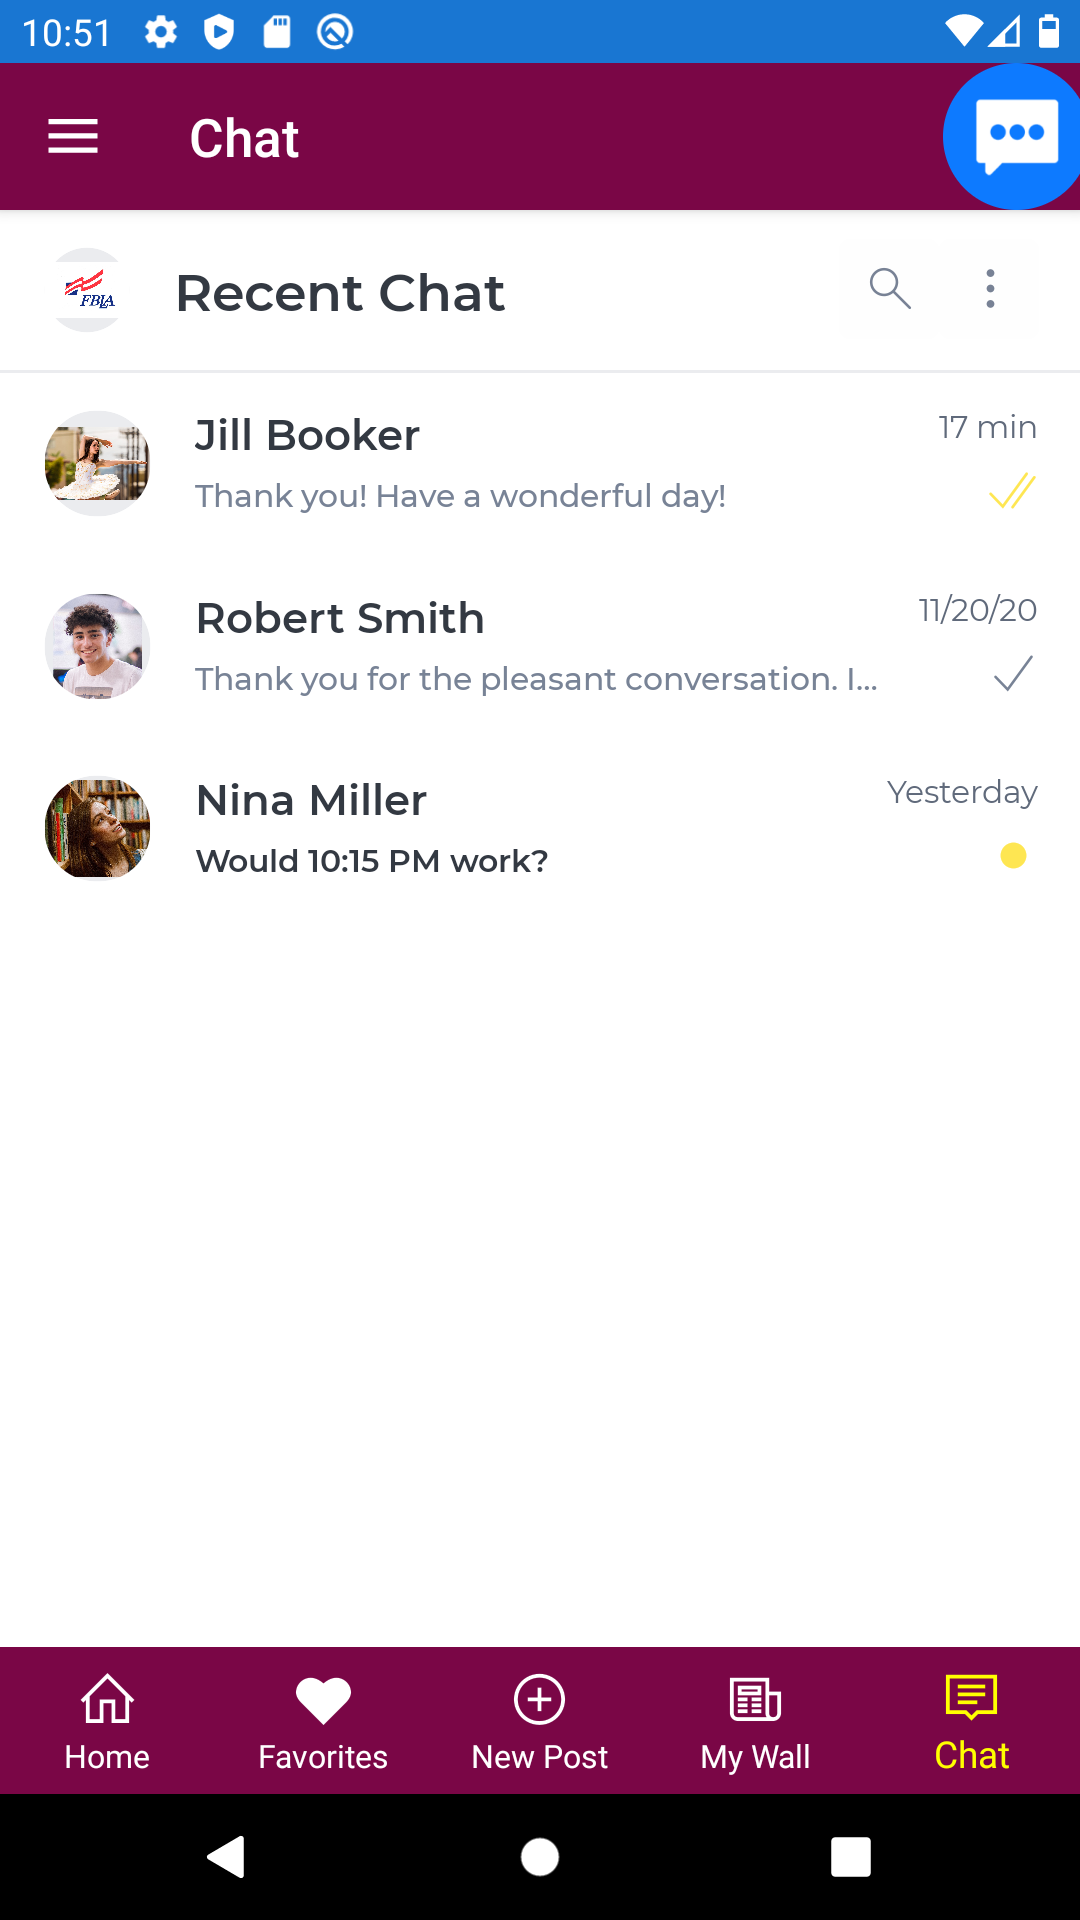 10:51
Chat
FBLA
Recent Chat
Jill Booker
17 min
Thank you! Have a wonderful day!
Robert Smith
11/20/20
Thank you for the pleasant conversation. I...
Nina Miller
Yesterday
Would 10:15 PM work?
Home
Favorites
New Post
My Wall
Chat